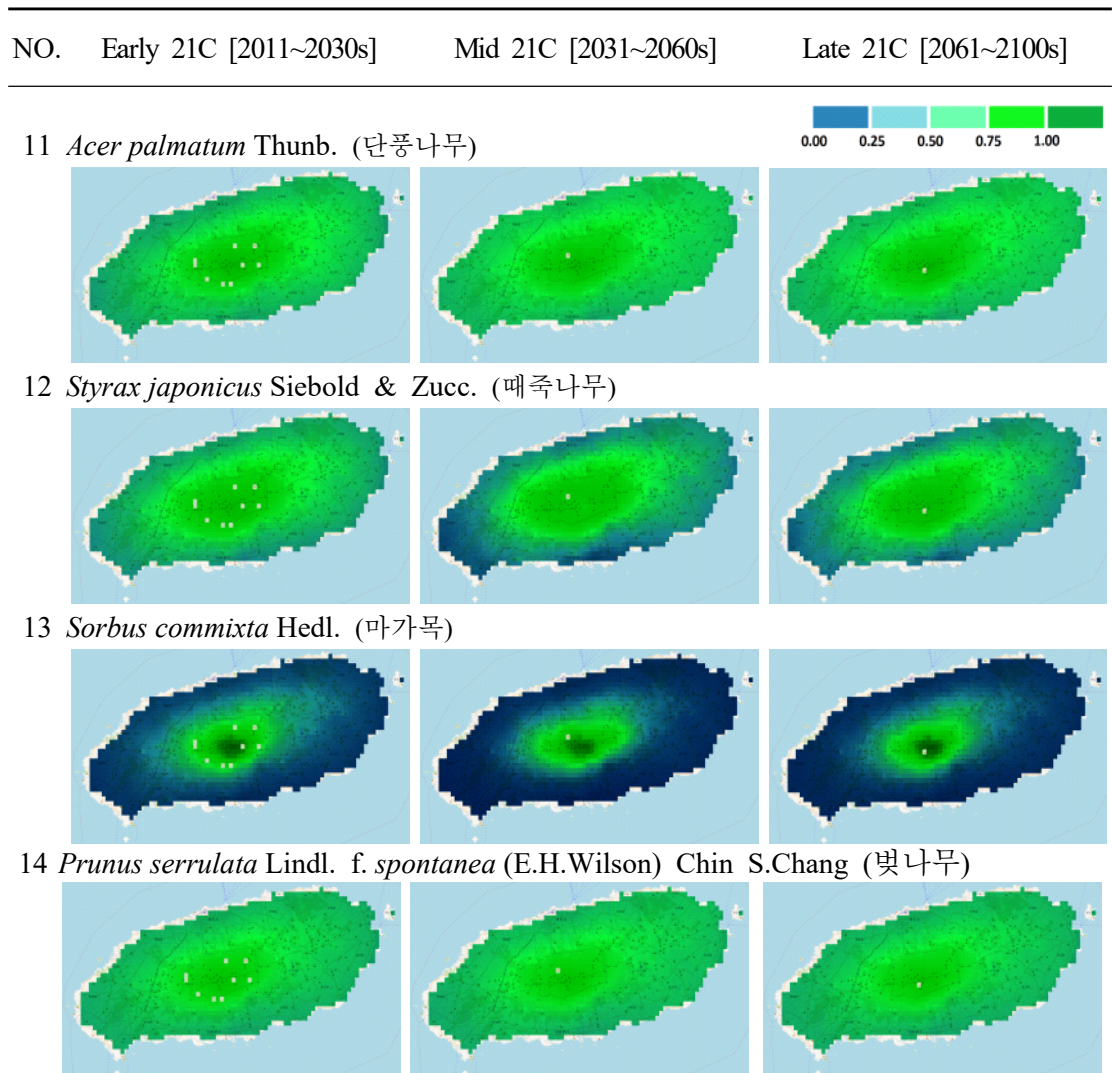 NO. Early 21C [2011~2030s] Mid 21C [2031~2060s] Late 21C [2061~2100s]
0.00 0.25 0.50 0.75 1.00
11 Acer palmatum Thunb. (단풍나무)
12 Styrax japonicus Siebold & Zucc. (때죽나무)
13 Sorbus commixta Hedl. (마가목)
14 Prunus serrulata Lindl. f. spontanea (E.H.Wilson) Chin S.Chang (벚나무)